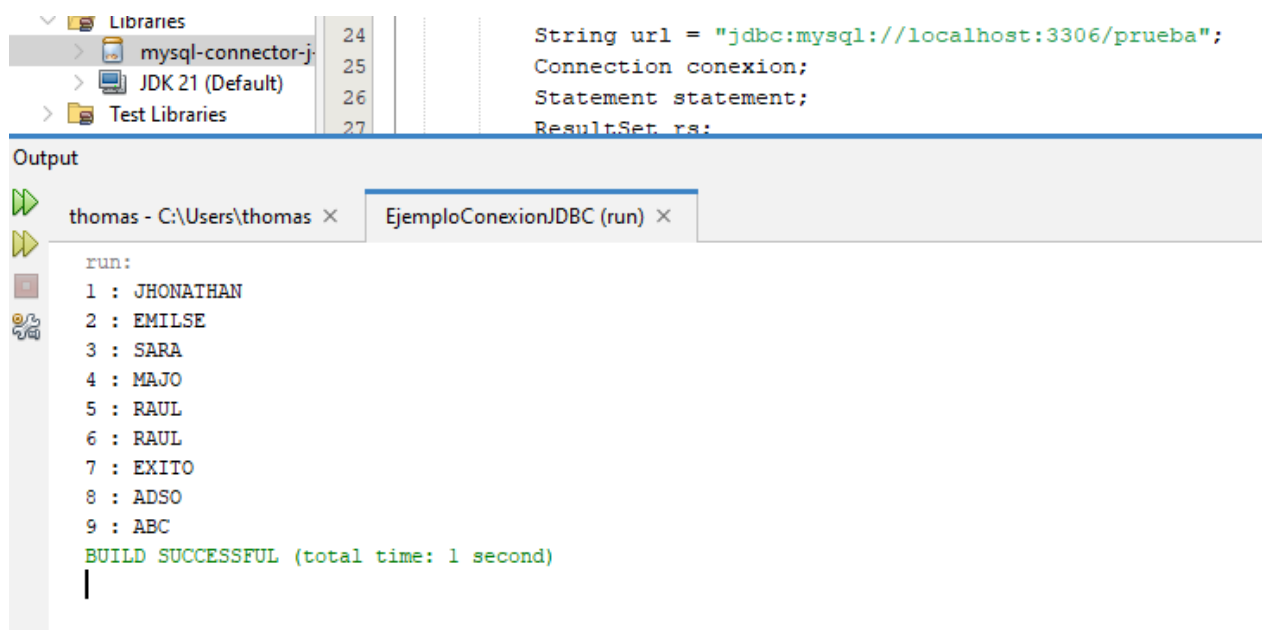 Libraries
mysql-connector-j-
JDK 21 (Default)
Test Libraries
24 String url = "jdbc:mysql://localhost:3306/prueba";
25 Connection conexion;
26 Statement statement;
27 ResultSet rs;
Output
thomas - C:\Users\thomas × EjemploConexionJDBC (run) ×
run:
1 : JHONATHAN
2 : EMILSE
3 : SARA
4 : MAJO
5 : RAUL
6 : RAUL
7 : EXITO
8 : ADSO
9 : ABC
BUILD SUCCESSFUL (total time: 1 second)